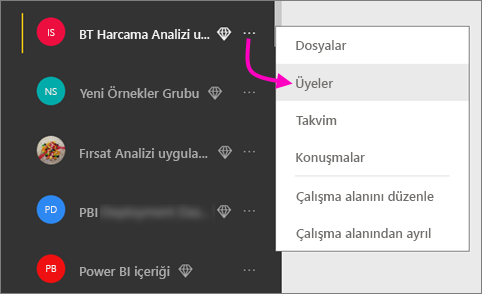 IS BT Harcama Analizi u... ...
NS Yeni Örnekler Grubu
Fırsat Analizi uygula... ...
PD PBI ...
PB Power BI içeriği ...
Dosyalar
Üyeler
Takvim
Konuşmalar
Çalışma alanını düzenle
Çalışma alanından ayrıl